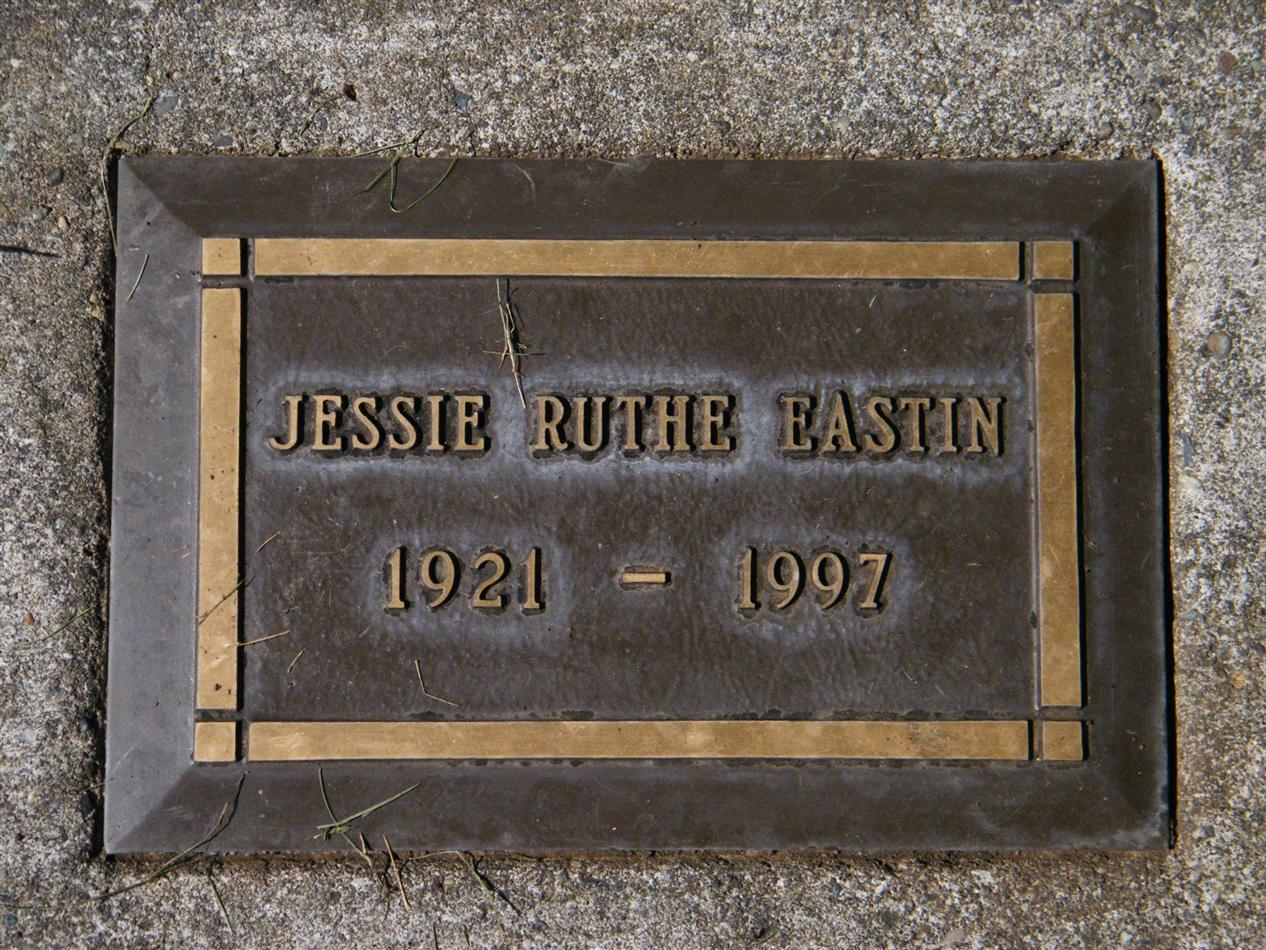 JESSIE RUTHE EASTIN
1921 – 1997